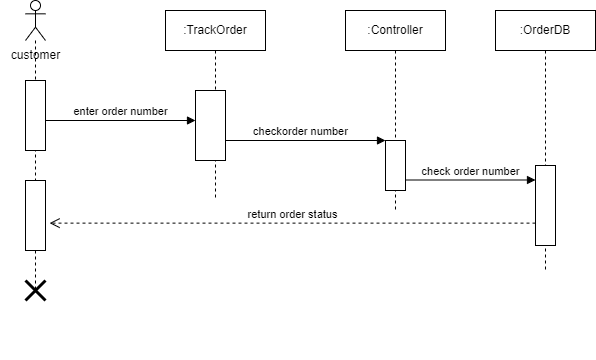 :TrackOrder
:Controller
:OrderDB
customer
enter order number
checkorder number
check order number
return order status